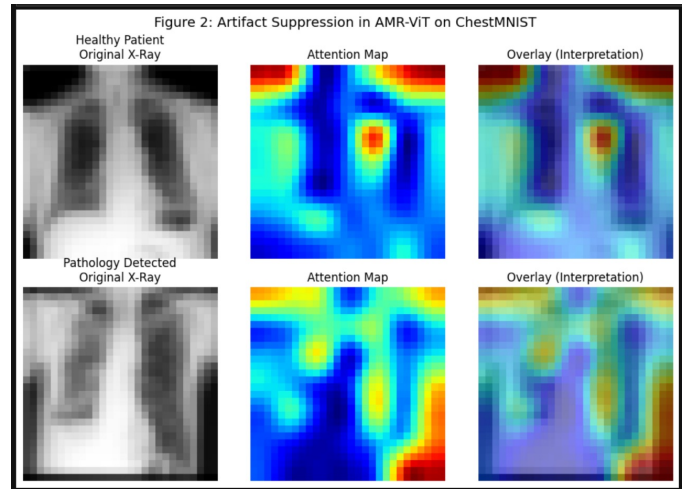 Figure 2: Artifact Suppression in AMR-ViT on ChestMNIST
Healthy Patient
Original X-Ray
Attention Map
Overlay (Interpretation)
Pathology Detected
Original X-Ray
Attention Map
Overlay (Interpretation)